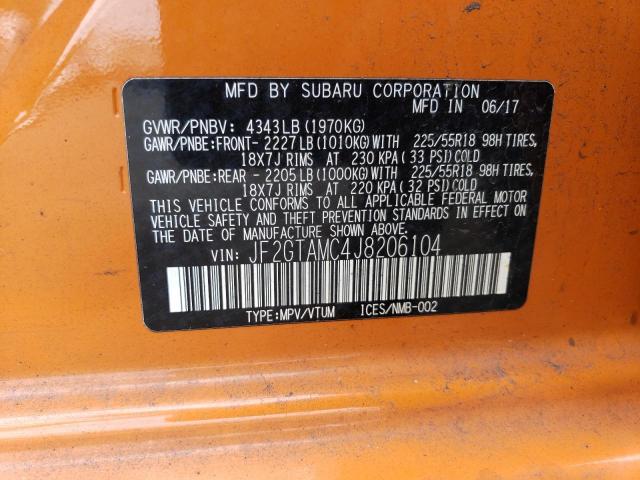 MFD BY SUBARU CORPORATION
MFD IN 06/17
GVWR/PNBV: 4343LB (1970KG)
GAWR/PNBE:FRONT- 2227LB (1010KG)WITH 225/55R18 98H TIRES,
18X7J RIMS AT 230 KPA (33 PSI)COLD
GAWR/PNBE:REAR - 2205LB (1000KG)WITH 225/55R18 98H TIRES,
18X7J RIMS AT 220 KPA (32 PSI)COLD
THIS VEHICLE CONFORMS TO ALL APPLICABLE FEDERAL MOTOR
VEHICLE SAFETY AND THEFT PREVENTION STANDARDS IN EFFECT ON
THE DATE OF MANUFACTURE SHOWN ABOVE.
VIN: JF2GTAMC4J8206104
TYPE:MPV/VTUM ICES/NMB-002